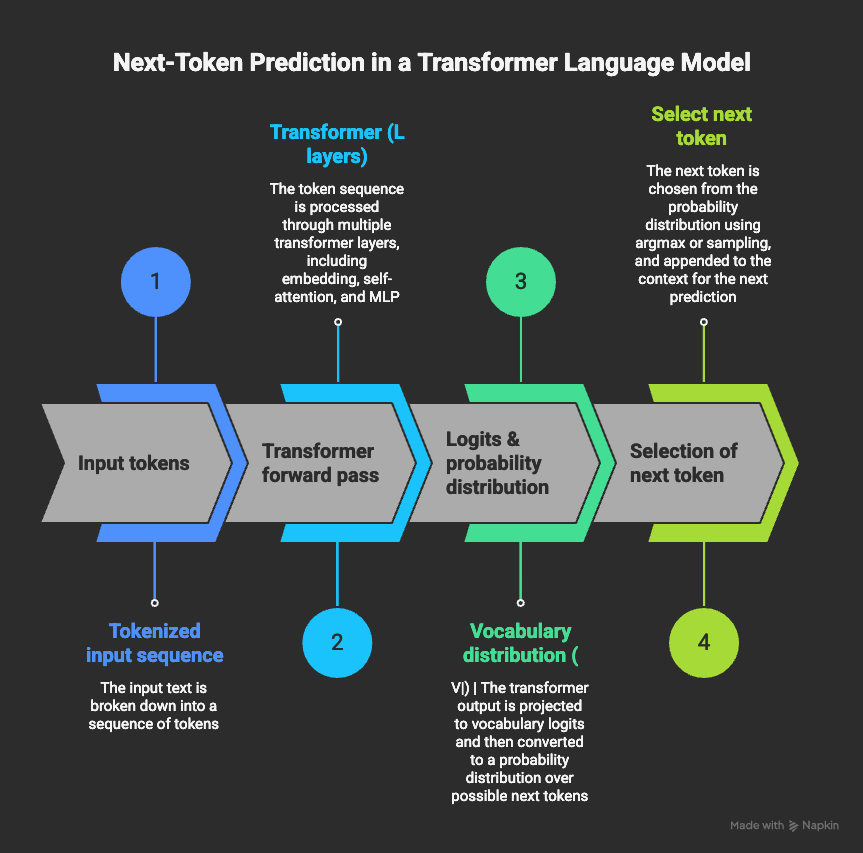 Next-Token Prediction in a Transformer Language Model
Transformer (L
layers)
The token sequence
is processed
through multiple
transformer layers,
including
embedding, self-
attention, and MLP
Select next
token
The next token is
chosen from the
probability
distribution using
argmax or sampling,
and appended to the
context for the next
prediction
1
3
Input tokens
Transformer
forward pass
Logits &
probability
distribution
Selection of
next token
Tokenized
input sequence
The input text is
broken down into a
sequence of tokens
2
Vocabulary
distribution (
V|) | The transformer
output is projected
to vocabulary logits
and then converted
to a probability
distribution over
possible next tokens
4
Made with Napkin